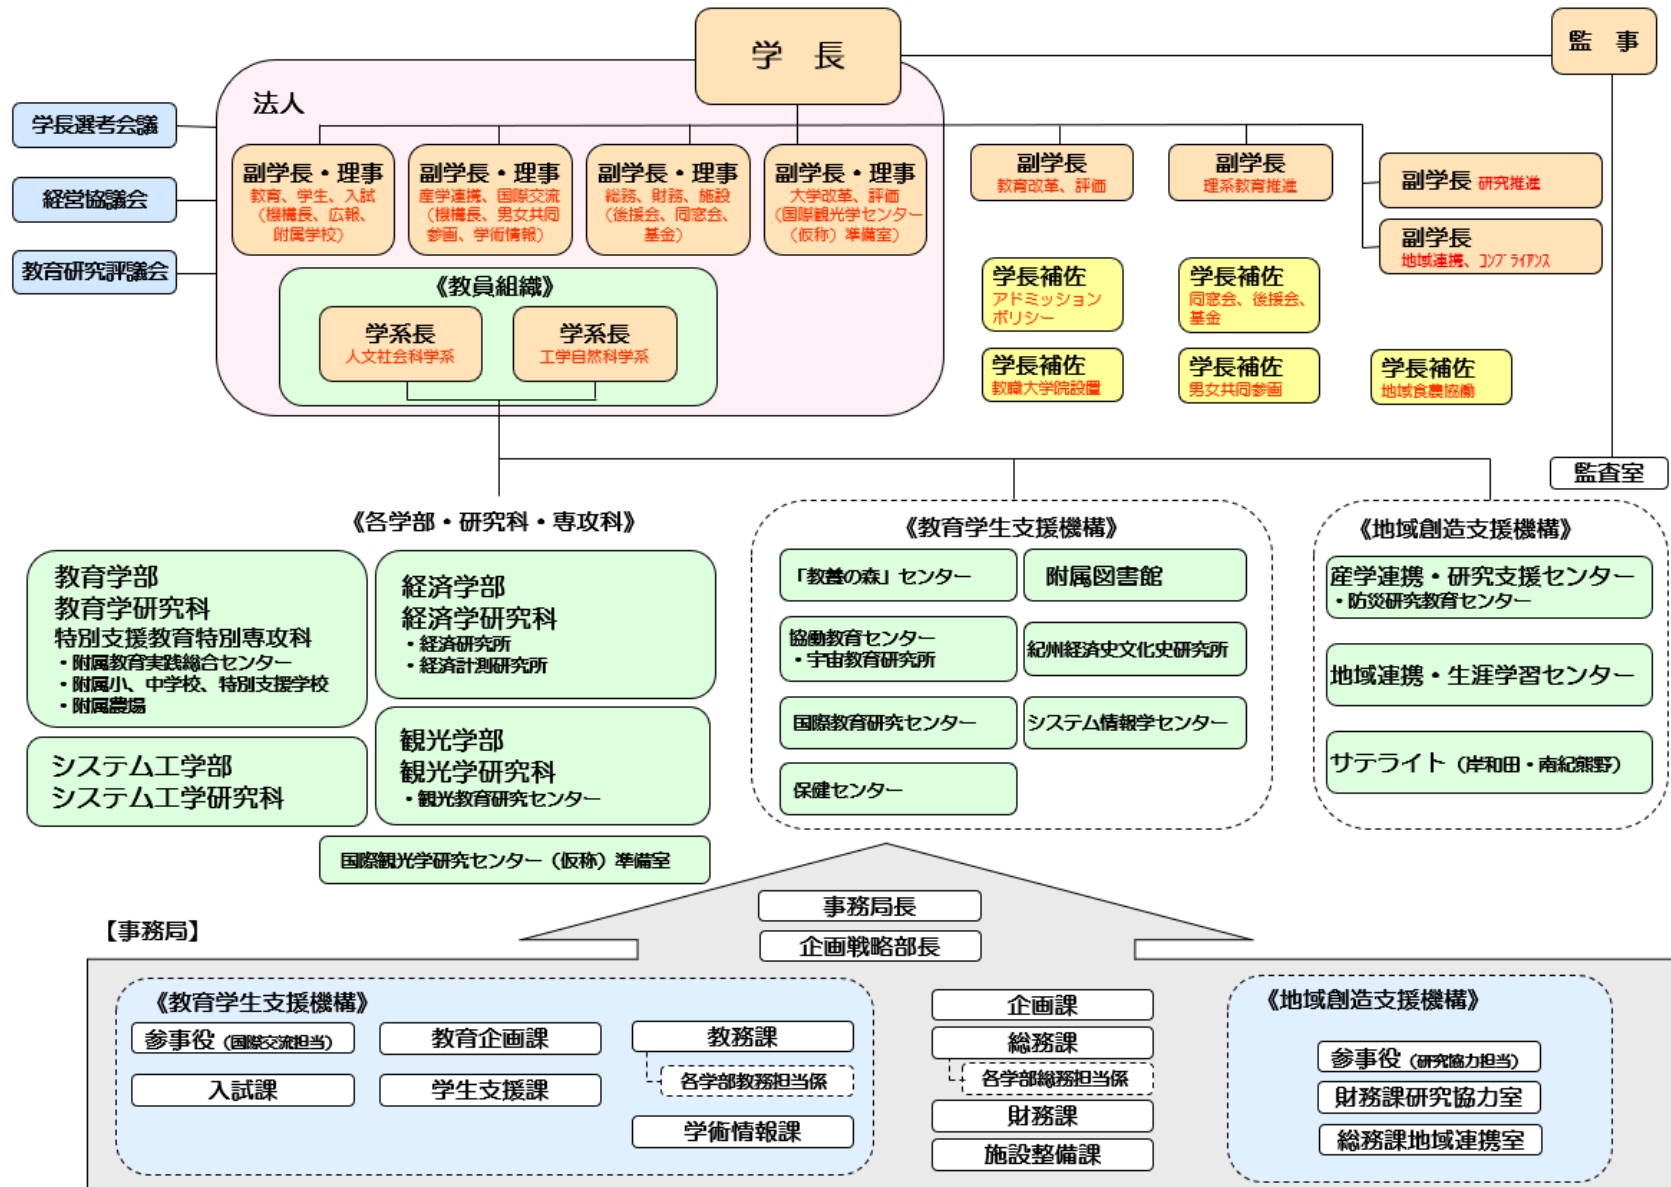 学　長
監　事
法人
学長選考会議
経営協議会
教育研究評議会
副学長・理事
教育、学生、入試
（機構長、広報、
附属学校）
副学長・理事
産学連携、国際交流
（機構長、男女共同
参画、学術情報）
副学長・理事
総務、財務、施設
（後援会、同窓会、
基金）
副学長・理事
大学改革、評価
（国際観光学センター
（仮称）準備室）
副学長
教育改革、評価
副学長
理系教育推進
副学長 研究推進
副学長
地域連携、ｺﾝﾌﾟﾗｲｱﾝｽ
《教員組織》
学系長
人文社会科学系
学系長
工学自然科学系
学長補佐
アドミッション
ポリシー
学長補佐
同窓会、後援会、
基金
学長補佐
教職大学院設置
学長補佐
男女共同参画
学長補佐
地域食農協働
監査室
《各学部・研究科・専攻科》
教育学部
教育学研究科
特別支援教育特別専攻科
・附属教育実践総合センター
・附属小、中学校、特別支援学校
・附属農場
経済学部
経済学研究科
・経済研究所
・経済計測研究所
システム工学部
システム工学研究科
観光学部
観光学研究科
・観光教育研究センター
国際観光学研究センター（仮称）準備室
《教育学生支援機構》
「教養の森」センター
附属図書館
協働教育センター
・宇宙教育研究所
紀州経済史文化史研究所
国際教育研究センター
システム情報学センター
保健センター
《地域創造支援機構》
産学連携・研究支援センター
・防災研究教育センター
地域連携・生涯学習センター
サテライト（岸和田・南紀熊野）
【事務局】
事務局長
企画戦略部長
《教育学生支援機構》
参事役（国際交流担当）
教育企画課
教務課
各学部教務担当係
入試課
学生支援課
学術情報課
企画課
総務課
各学部総務担当係
財務課
施設整備課
《地域創造支援機構》
参事役（研究協力担当）
財務課研究協力室
総務課地域連携室